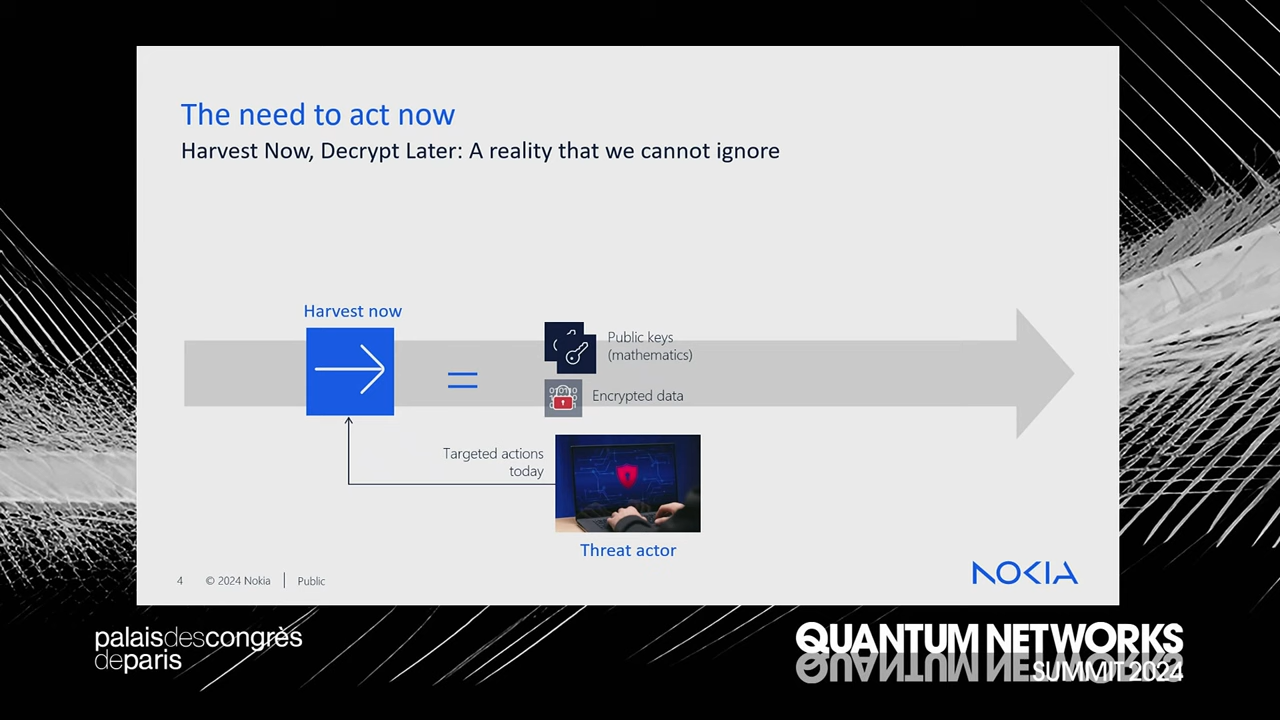 The need to act now
Harvest Now, Decrypt Later: A reality that we cannot ignore
Harvest now
Public keys
(mathematics)
Encrypted data
Targeted actions
today
Threat actor
4 © 2024 Nokia Public
NOKIA
palaisdescongrès
deparis
QUANTUM NETWORKS
SUMMIT 2024